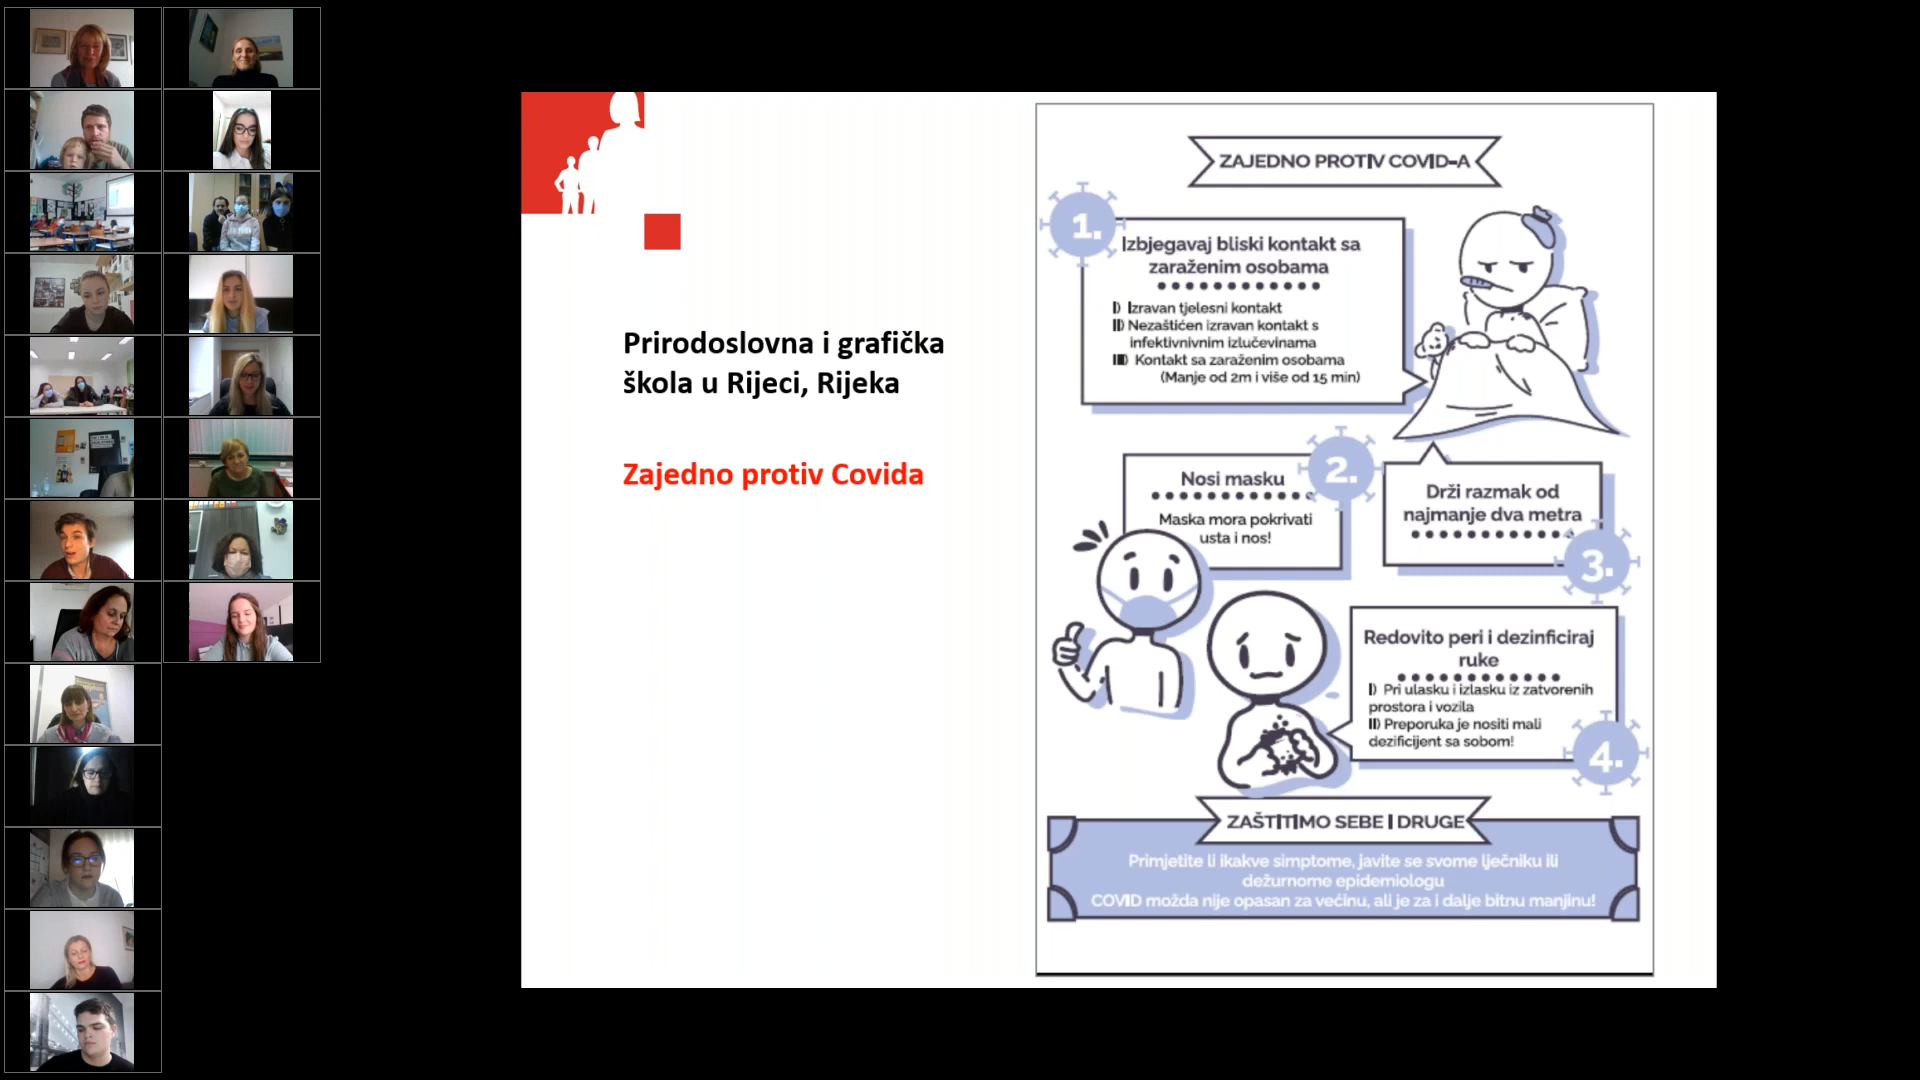 Prirodoslovna i grafička
škola u Rijeci, Rijeka
Zajedno protiv Covida
ZAJEDNO PROTIV COVID-A
1.
Izbjegavaj bliski kontakt sa
zaraženim osobama
I) Izravan tjelesni kontakt
II) Nezaštićen izravan kontakt s
infektivnivnim izlučevinama
III) Kontakt sa zaraženim osobama
(Manje od 2m i više od 15 min)
2.
Nosi masku
Maska mora pokrivati
usta i nos!
Drži razmak od
najmanje dva metra
3.
Redovito peri i dezinficiraj
ruke
I) Pri ulasku i izlasku iz zatvorenih
prostora i vozila
II) Preporuka je nositi mali
dezificijent sa sobom!
4.
ZAŠTITIMO SEBE I DRUGE
Primjetite li ikakve simptome, javite se svome lječniku ili
dežurnome epidemiologu
COVID možda nije opasan za većinu, ali je za i dalje bitnu manjinu!